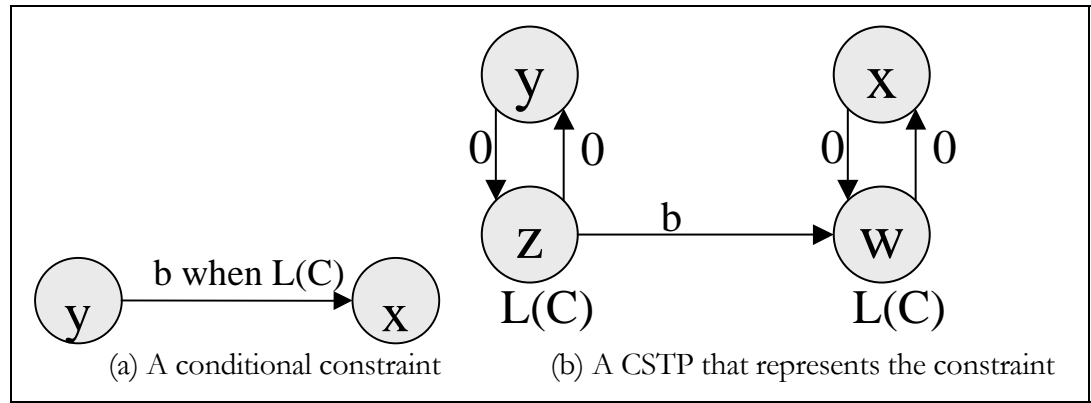 y
x
0
0
0
0
z
b
w
L(C)
L(C)
b when L(C)
y
x
(a) A conditional constraint
(b) A CSTP that represents the constraint